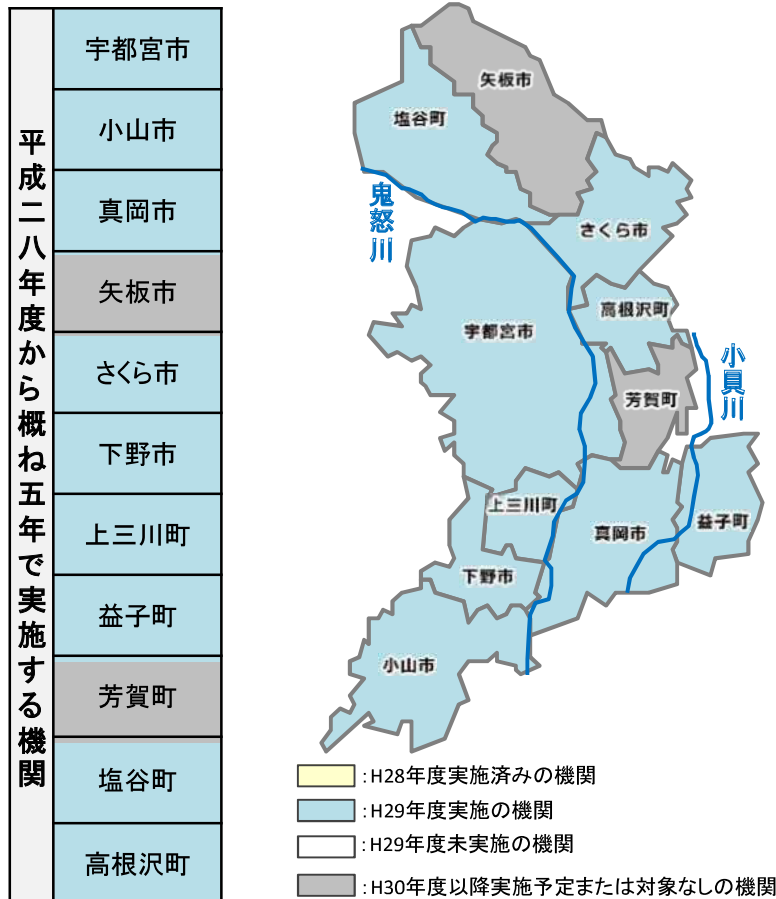 平成二八年度から概ね五年で実施する機関
宇都宮市
小山市
真岡市
矢板市
さくら市
下野市
上三川町
益子町
芳賀町
塩谷町
高根沢町
矢板市
塩谷町
鬼怒川
さくら市
高根沢町
宇都宮市
小貝川
芳賀町
上三川町
真岡市
益子町
下野市
小山市
:H28年度実施済みの機関
:H29年度実施の機関
:H29年度未実施の機関
:H30年度以降実施予定または対象なしの機関